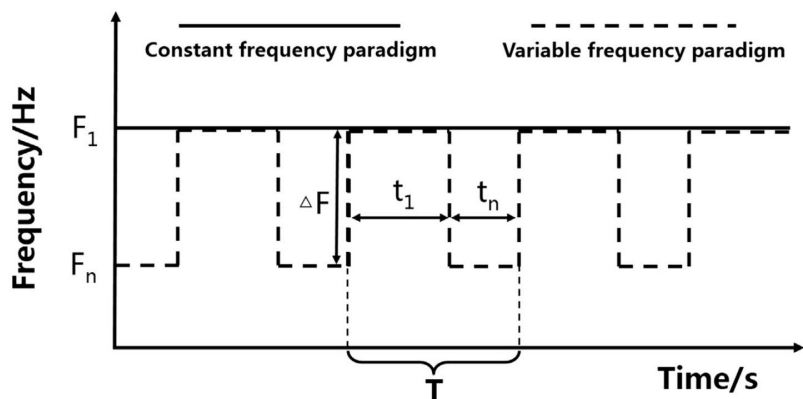 Constant frequency paradigm
Variable frequency paradigm
Frequency/Hz
F1
△F
t1
tn
Fn
T
Time/s